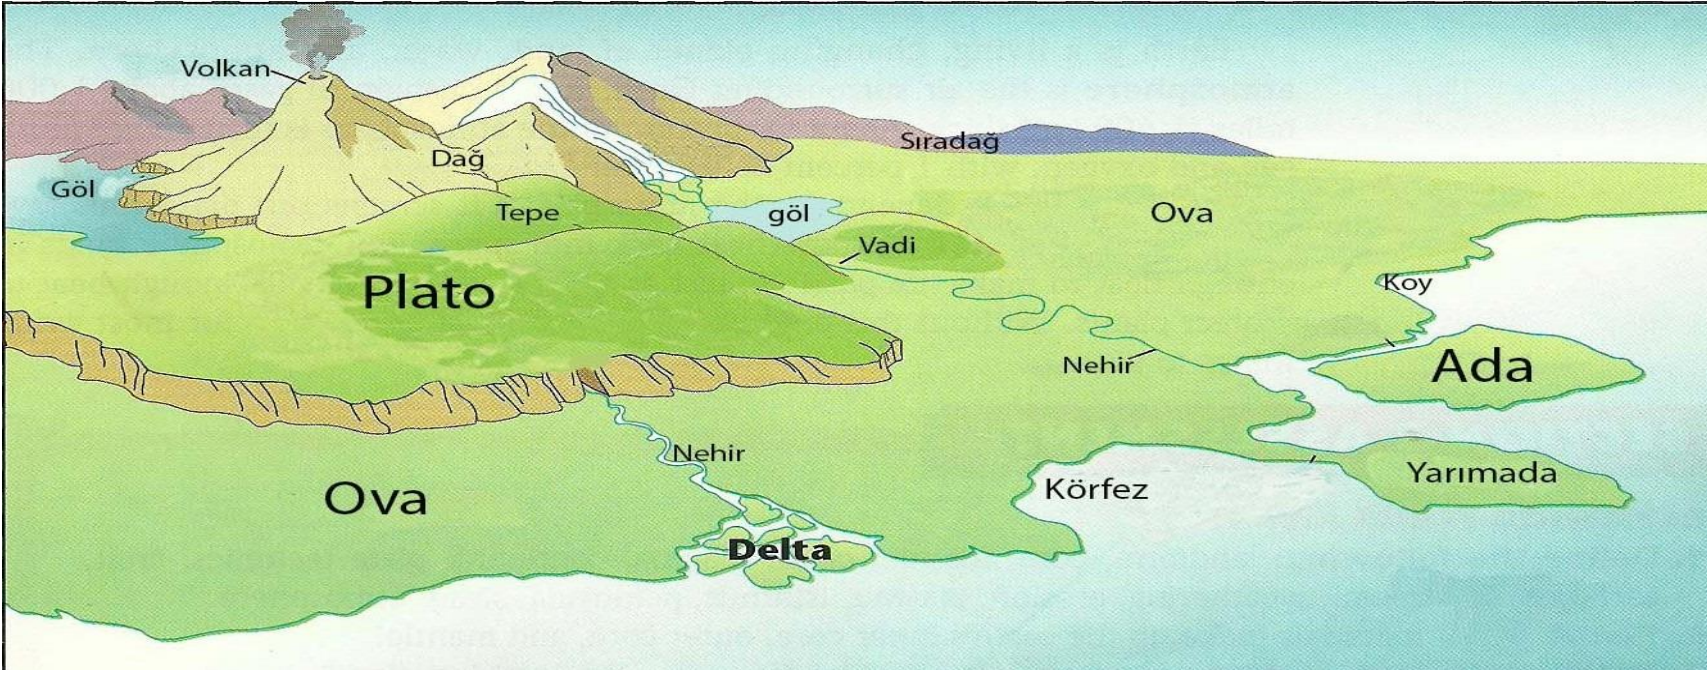 Volkan
Sıradağ
Dağ
Göl
Tepe
göl
Ova
Vadi
Koy
Plato
Nehir
Ada
Nehir
Yarımada
Körfez
Ova
Delta